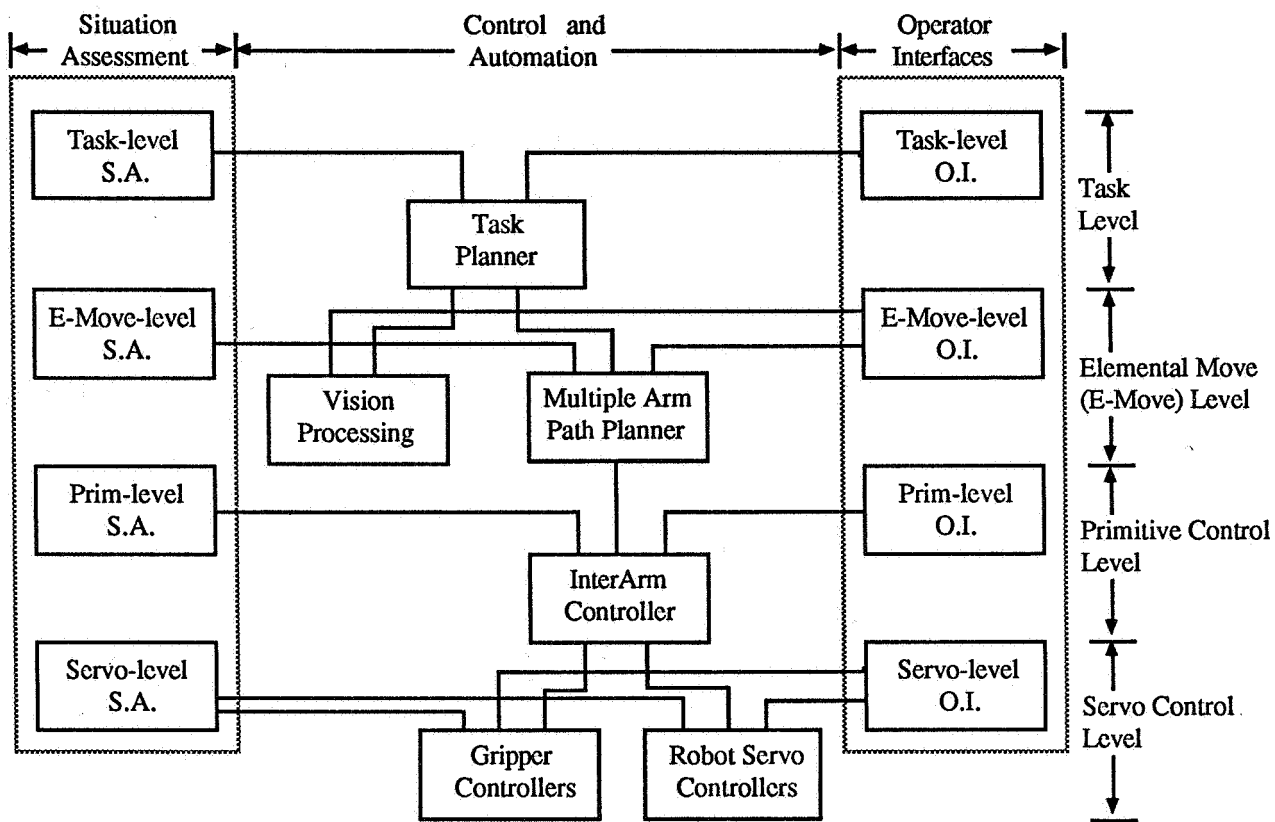 Situation
Assessment
Control and
Automation
Operator
Interfaces
Task-level
S.A.
Task-level
O.I.
Task
Level
Task
Planner
E-Move-level
S.A.
E-Move-level
O.I.
Elemental Move
(E-Move) Level
Vision
Processing
Multiple Arm
Path Planner
Prim-level
S.A.
Prim-level
O.I.
Primitive Control
Level
InterArm
Controller
Servo-level
S.A.
Servo-level
O.I.
Servo Control
Level
Gripper
Controllers
Robot Servo
Controllers